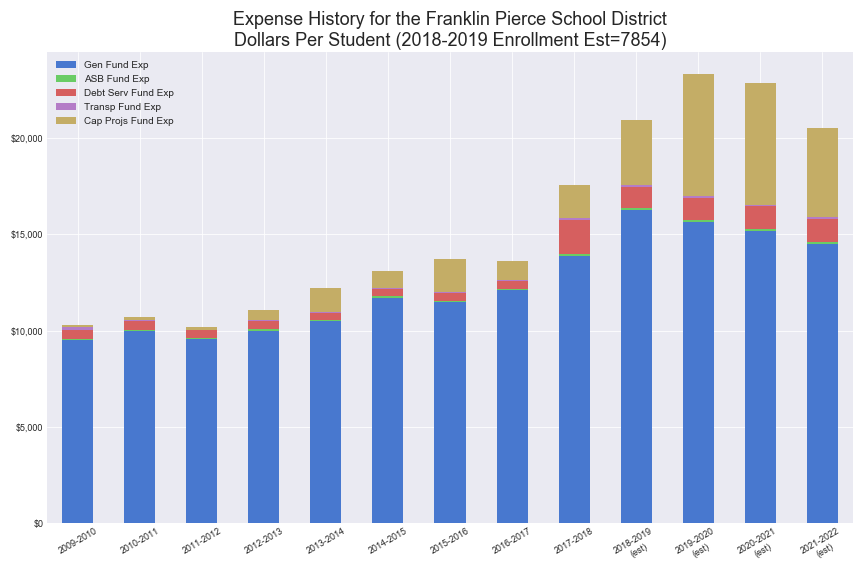 Expense History for the Franklin Pierce School District
Dollars Per Student (2018-2019 Enrollment Est=7854)
Gen Fund Exp
ASB Fund Exp
Debt Serv Fund Exp
Transp Fund Exp
Cap Projs Fund Exp
$20,000
$15,000
$10,000
$5,000
$0
2009-2010
2010-2011
2011-2012
2012-2013
2013-2014
2014-2015
2015-2016
2016-2017
2017-2018
2018-2019
(est)
2019-2020
(est)
2020-2021
(est)
2021-2022
(est)